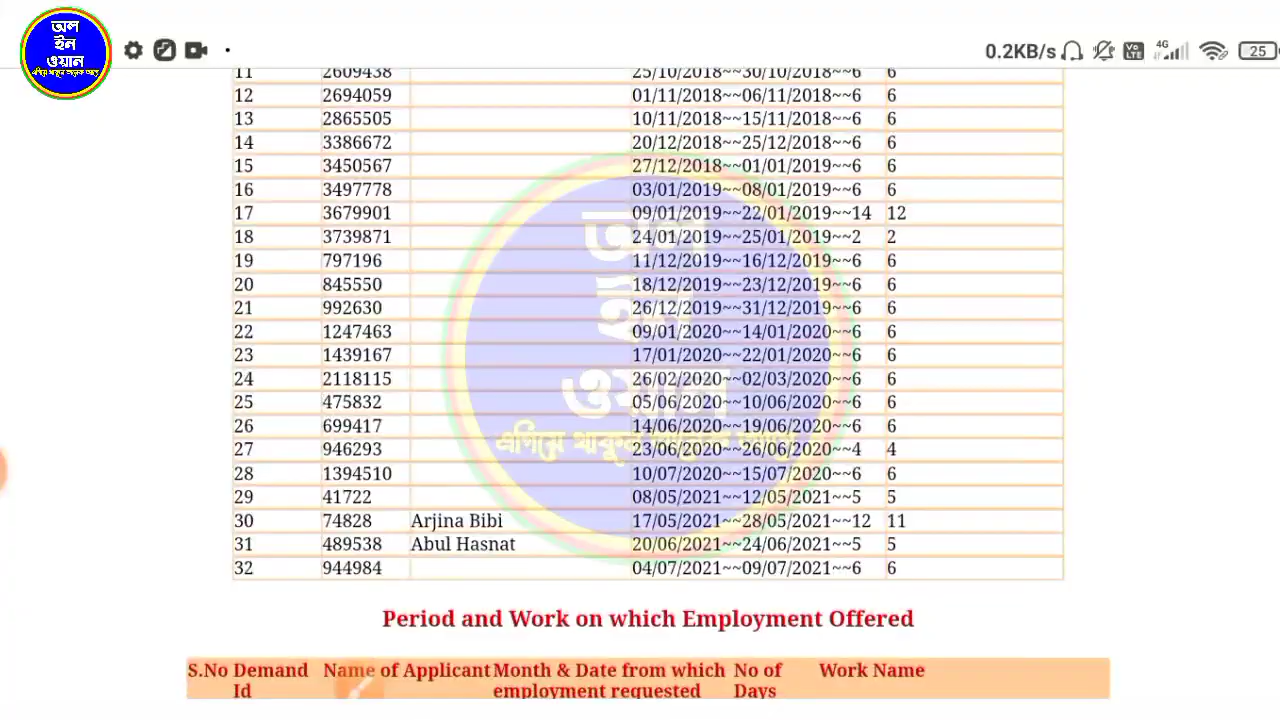 অল
ইন
ওয়ান
এগিয়ে থাকুন অনেক আগে
0.2KB/s 4G Vo LTE 25
11 2609438 25/10/2018~~30/10/2018~~6 6
12 2694059 01/11/2018~~06/11/2018~~6 6
13 2865505 10/11/2018~~15/11/2018~~6 6
14 3386672 20/12/2018~~25/12/2018~~6 6
15 3450567 27/12/2018~~01/01/2019~~6 6
16 3497778 03/01/2019~~08/01/2019~~6 6
17 3679901 09/01/2019~~22/01/2019~~14 12
18 3739871 24/01/2019~~25/01/2019~~2 2
19 797196 11/12/2019~~16/12/2019~~6 6
20 845550 18/12/2019~~23/12/2019~~6 6
21 992630 26/12/2019~~31/12/2019~~6 6
22 1247463 09/01/2020~~14/01/2020~~6 6
23 1439167 17/01/2020~~22/01/2020~~6 6
24 2118115 26/02/2020~~02/03/2020~~6 6
25 475832 05/06/2020~~10/06/2020~~6 6
26 699417 14/06/2020~~19/06/2020~~6 6
27 946293 23/06/2020~~26/06/2020~~4 4
28 1394510 10/07/2020~~15/07/2020~~6 6
29 41722 08/05/2021~~12/05/2021~~5 5
30 74828 Arjina Bibi 17/05/2021~~28/05/2021~~12 11
31 489538 Abul Hasnat 20/06/2021~~24/06/2021~~5 5
32 944984 04/07/2021~~09/07/2021~~6 6
অল
ইন
ওয়ান
এগিয়ে থাকুন অনেক আগে
Period and Work on which Employment Offered
S.No Demand Name of Applicant Month & Date from which No of Work Name
Id employment requested Days